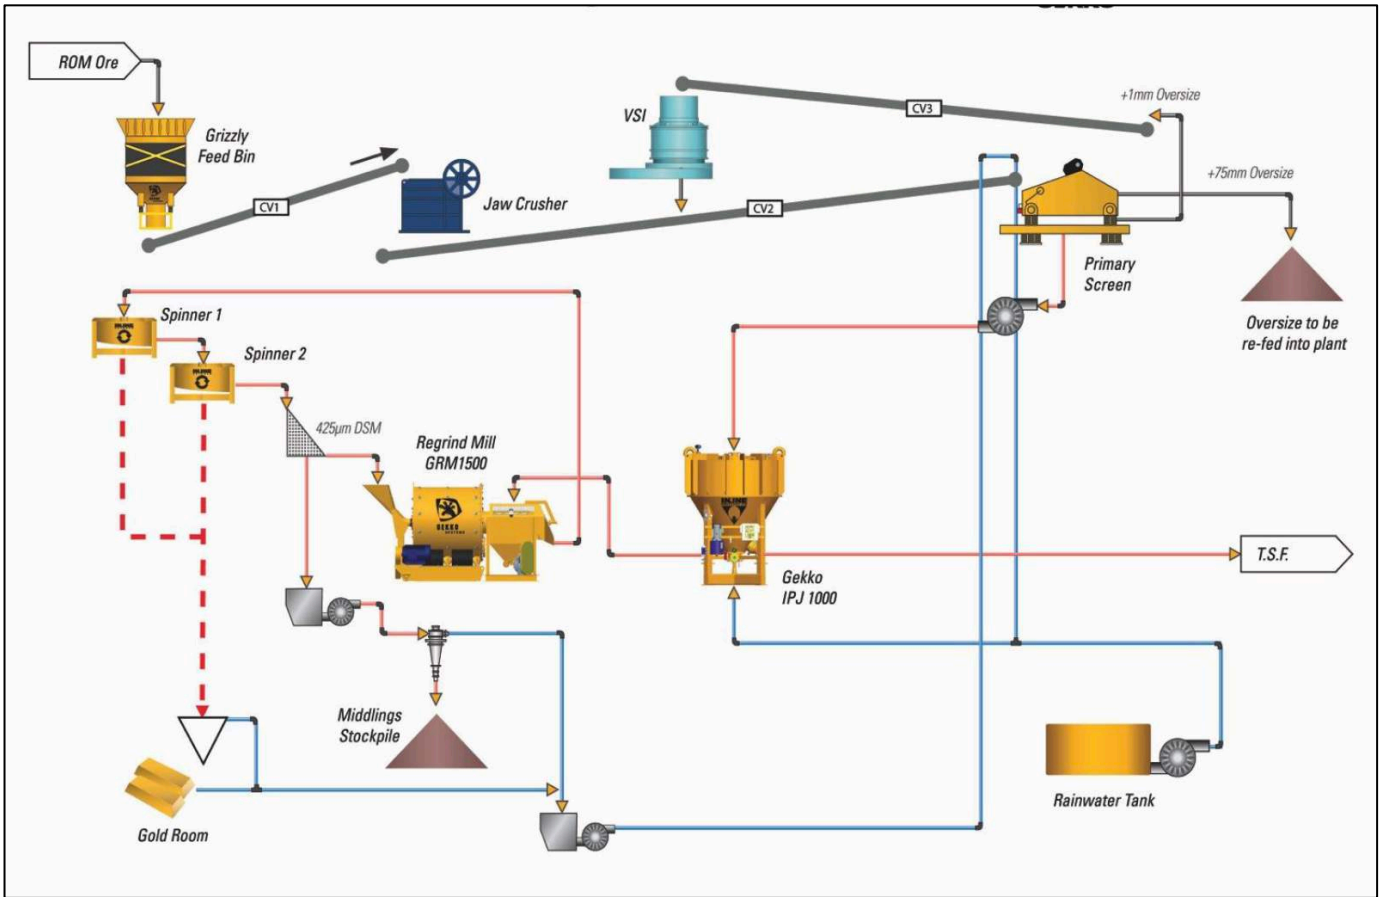 ROM Ore
Grizzly
Feed Bin
CV1
Jaw Crusher
VSI
CV2
CV3
+1mm Oversize
+75mm Oversize
Primary
Screen
Oversize to be
re-fed into plant
Spinner 1
Spinner 2
425µm DSM
Regrind Mill
GRM1500
GEKKO
SYSTEMS
Gekko
IPJ 1000
T.S.F.
Middlings
Stockpile
Gold Room
Rainwater Tank